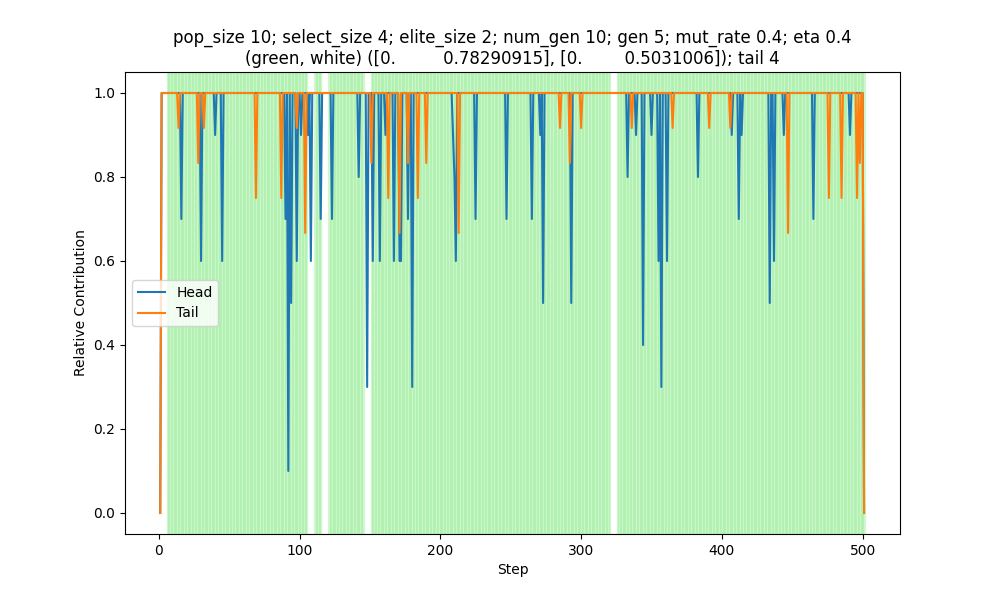 pop_size 10; select_size 4; elite_size 2; num_gen 10; gen 5; mut_rate 0.4; eta 0.4
(green, white) ([0.         0.78290915], [0.        0.5031006]); tail 4
1.0
0.8
0.6
0.4
0.2
0.0
Relative Contribution
Head
Tail
0
100
200
300
400
500
Step